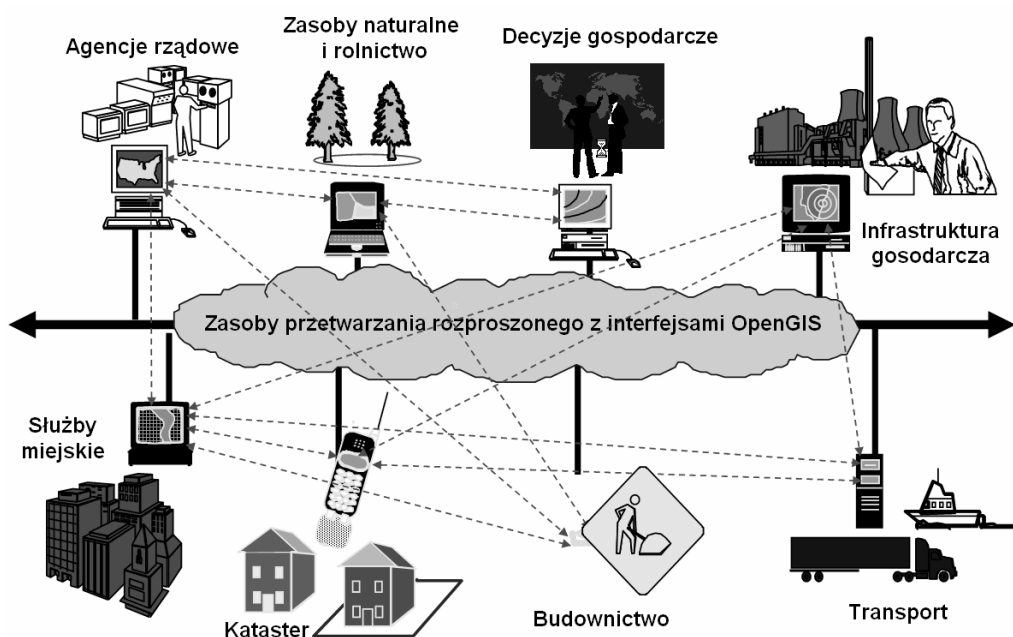 Agencje rządowe
Zasoby naturalne
i rolnictwo
Decyzje gospodarcze
Infrastruktura
gosodarcza
Zasoby przetwarzania rozproszonego z interfejsami OpenGIS
Służby
miejskie
Kataster
Budownictwo
Transport